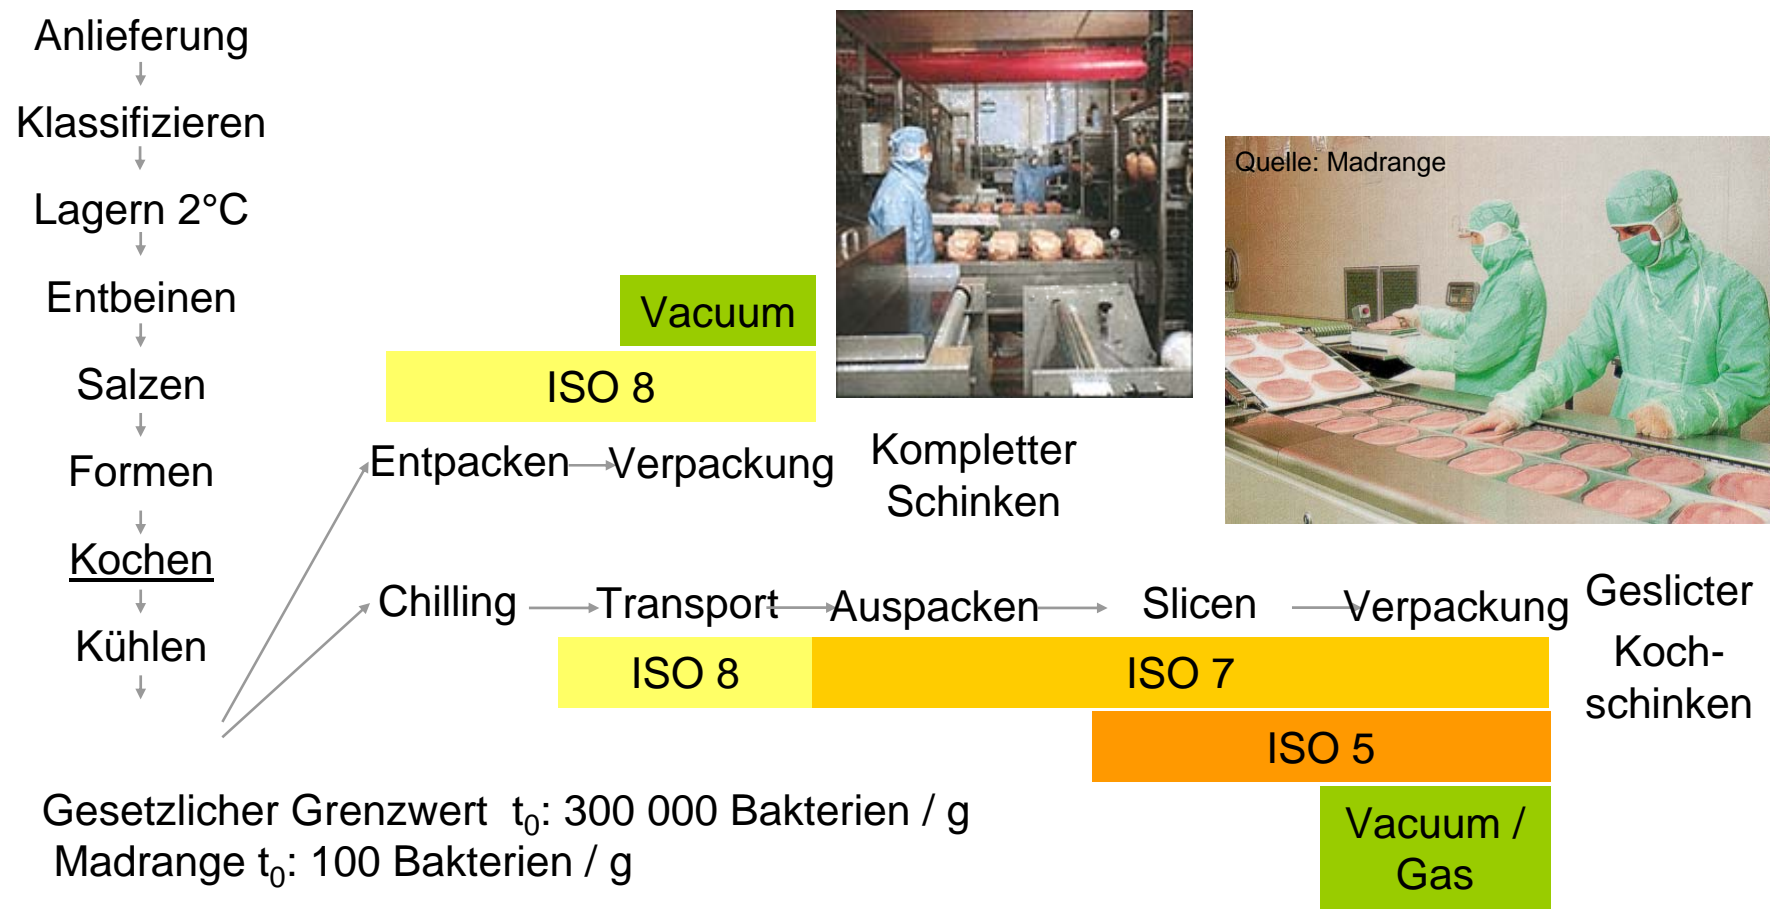 Anlieferung
Klassifizieren
Lagern 2°C
Entbeinen
Salzen
Formen
Kochen
Kühlen
Vacuum
ISO 8
Entpacken
Verpackung
Kompletter
Schinken
Quelle: Madrange
Chilling
Transport
Auspacken
Slicen
Verpackung
Geslicter
Koch-
schinken
ISO 8
ISO 7
ISO 5
Vacuum /
Gas
Gesetzlicher Grenzwert t0: 300 000 Bakterien / g
Madrange t0: 100 Bakterien / g